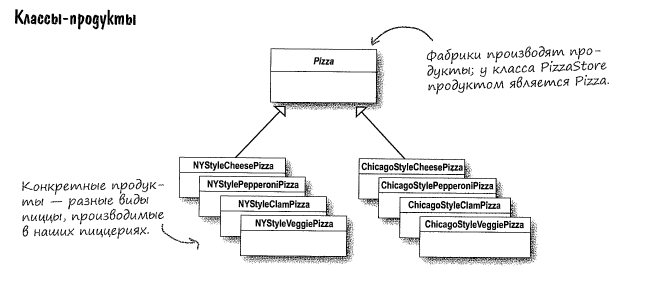 Классы-продукты
Pizza
Фабрики производят про-
дукты; у класса PizzaStore
продуктом является Pizza.
NYStyleCheesePizza
NYStylePepperoniPizza
NYStyleClamPizza
NYStyleVeggiePizza
ChicagoStyleCheesePizza
ChicagoStylePepperoniPizza
ChicagoStyleClamPizza
ChicagoStyleVeggiePizza
Конкретные продук-
ты — разные виды
пиццы, производимые
в наших пиццериях.